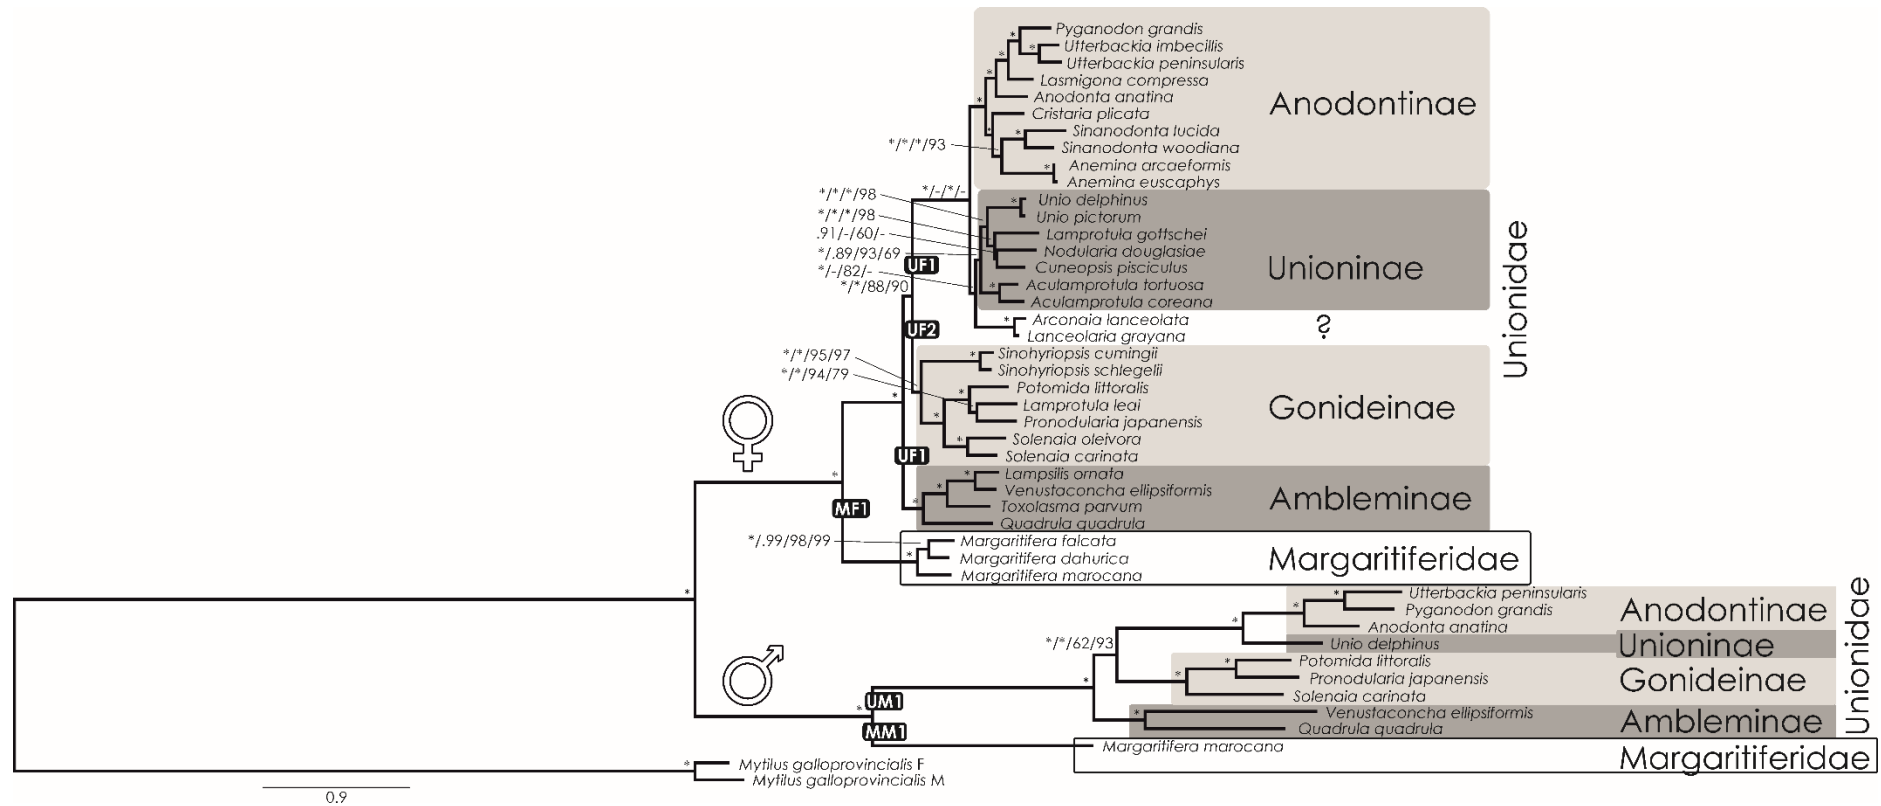 Pyganodon grandis
Utterbackia imbecillis
Utterbackia peninsularis
Lasmigona compressa
Anodonta anatina
Cristaria plicata
Sinanodonta lucida
Sinanodonta woodiana
Anemina arcaeformis
Anemina euscaphys
Anodontinae
*/*/*/93
*/-/*/-
*/*/*/98
*/*/*/98
.91/-/60/-
*/.89/93/69
*/-/82/-
*/*/88/90
UF1
Unio delphinus
Unio pictorum
Lamprotula gottschei
Nodularia douglasiae
Cuneopsis pisciculus
Aculamprotula tortuosa
Aculamprotula coreana
Unioninae
Arconaia lanceolata
Lanceolaria grayana
?
Unionidae
UF2
*/*/95/97
*/*/94/79
Sinohyriopsis cumingii
Sinohyriopsis schlegelii
Potomida littoralis
Lamprotula leai
Pronodularia japanensis
Solenaia oleivora
Solenaia carinata
Gonideinae
UF1
Lampsilis ornata
Venustaconcha ellipsiformis
Toxolasma parvum
Quadrula quadrula
Ambleminae
MF1
*/.99/98/99
Margaritifera falcata
Margaritifera dahurica
Margaritifera marocana
Margaritiferidae
Utterbackia peninsularis
Pyganodon grandis
Anodonta anatina
Anodontinae
*/*/62/93
Unio delphinus
Unioninae
Potomida littoralis
Pronodularia japanensis
Solenaia carinata
Gonideinae
Unionidae
UM1
MM1
Venustaconcha ellipsiformis
Quadrula quadrula
Ambleminae
Margaritifera marocana
Margaritiferidae
Mytilus galloprovincialis F
Mytilus galloprovincialis M
0.9